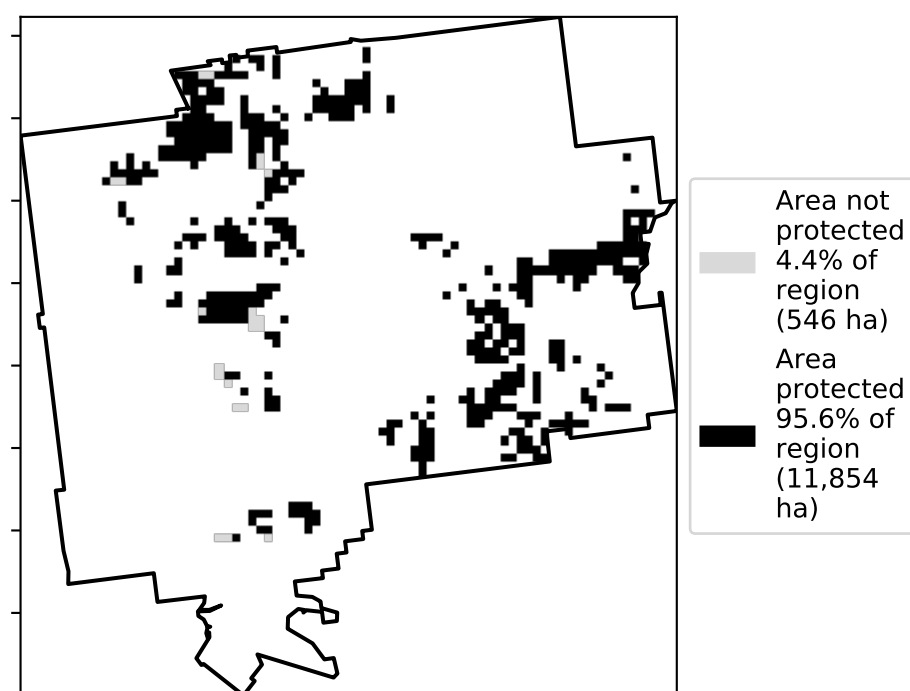 Area not
protected
4.4% of
region
(546 ha)
Area
protected
95.6% of
region
(11,854
ha)